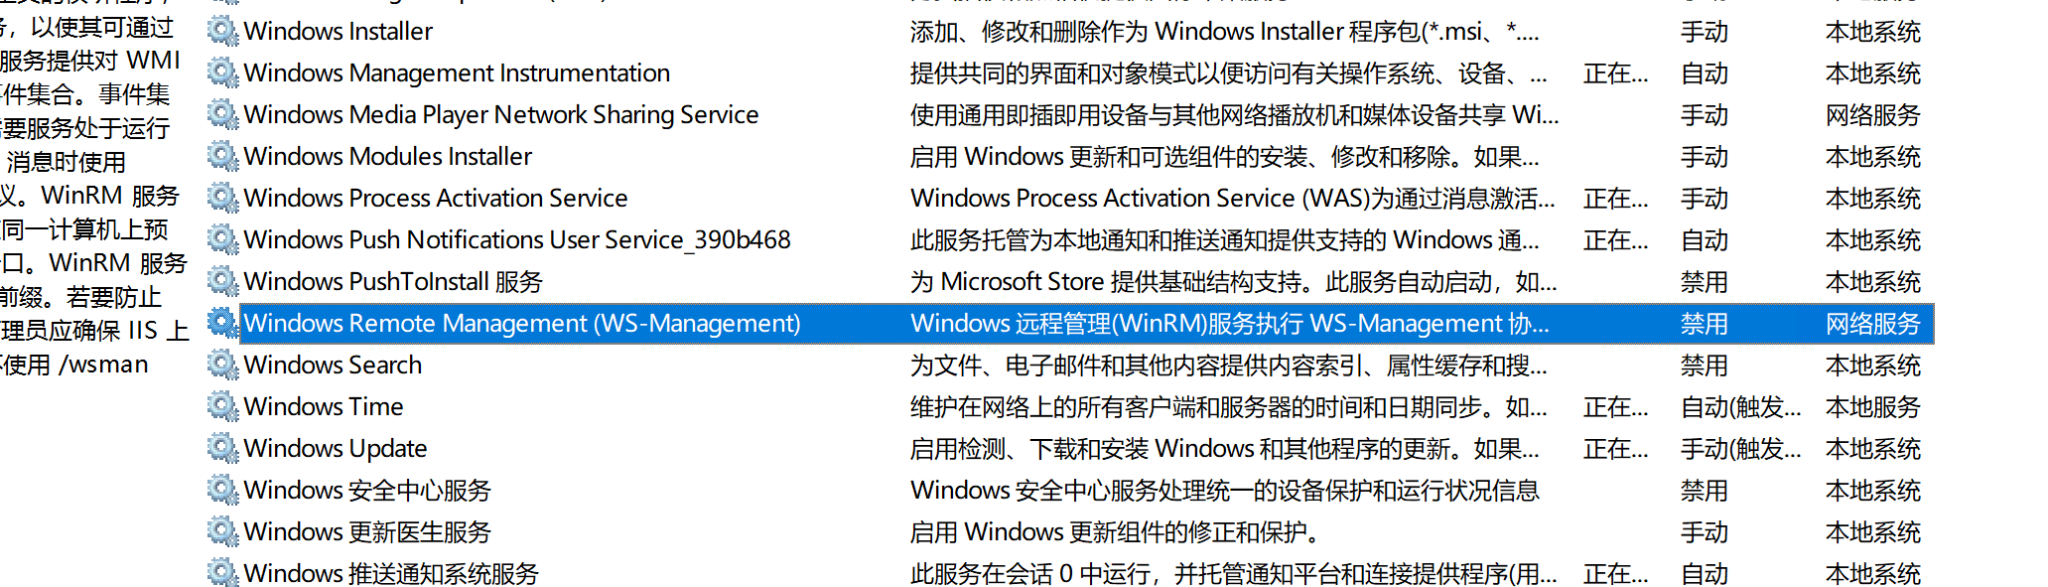 务，以使其可通过
服务提供对 WMI
事件集合。事件集
需要服务处于运行
消息时使用
议。WinRM 服务
同一计算机上预
口。WinRM 服务
前缀。若要防止
管理员应确保 IIS 上
不使用 /wsman
Windows Installer 添加、修改和删除作为 Windows Installer 程序包(*.msi、*.... 手动 本地系统
Windows Management Instrumentation 提供共同的界面和对象模式以便访问有关操作系统、设备、... 正在... 自动 本地系统
Windows Media Player Network Sharing Service 使用通用即插即用设备与其他网络播放机和媒体设备共享 Wi... 手动 网络服务
Windows Modules Installer 启用 Windows 更新和可选组件的安装、修改和移除。如果... 手动 本地系统
Windows Process Activation Service Windows Process Activation Service (WAS)为通过消息激活... 正在... 手动 本地系统
Windows Push Notifications User Service_390b468 此服务托管为本地通知和推送通知提供支持的 Windows 通... 正在... 自动 本地系统
Windows PushToInstall 服务 为 Microsoft Store 提供基础结构支持。此服务自动启动，如... 禁用 本地系统
Windows Remote Management (WS-Management) Windows 远程管理(WinRM)服务执行 WS-Management 协... 禁用 网络服务
Windows Search 为文件、电子邮件和其他内容提供内容索引、属性缓存和搜... 禁用 本地系统
Windows Time 维护在网络上的所有客户端和服务器的时间和日期同步。如... 正在... 自动(触发... 本地服务
Windows Update 启用检测、下载和安装 Windows 和其他程序的更新。如果... 正在... 手动(触发... 本地系统
Windows 安全中心服务 Windows 安全中心服务处理统一的设备保护和运行状况信息 禁用 本地系统
Windows 更新医生服务 启用 Windows 更新组件的修正和保护。 手动 本地系统
Windows 推送通知系统服务 此服务在会话 0 中运行，并托管通知平台和连接提供程序(用... 正在... 自动 本地系统